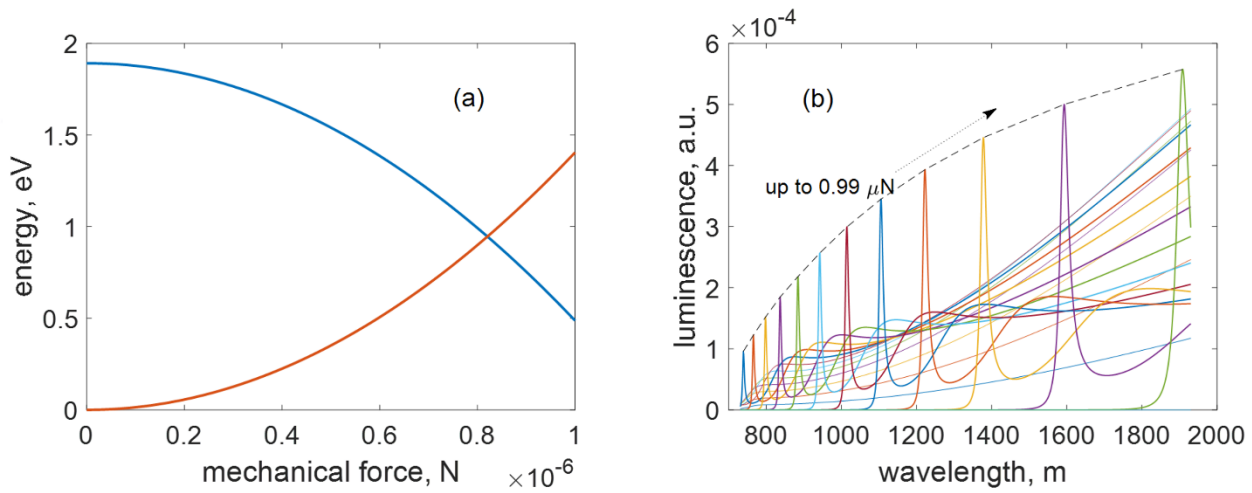 (a)
energy, eV
2
1.5
1
0.5
0
0 0.2 0.4 0.6 0.8 1
mechanical force, N ×10⁻⁶
×10⁻⁴
(b)
luminescence, a.u.
6
5
4
3
2
1
0
up to 0.99 μN
800 1000 1200 1400 1600 1800 2000
wavelength, m